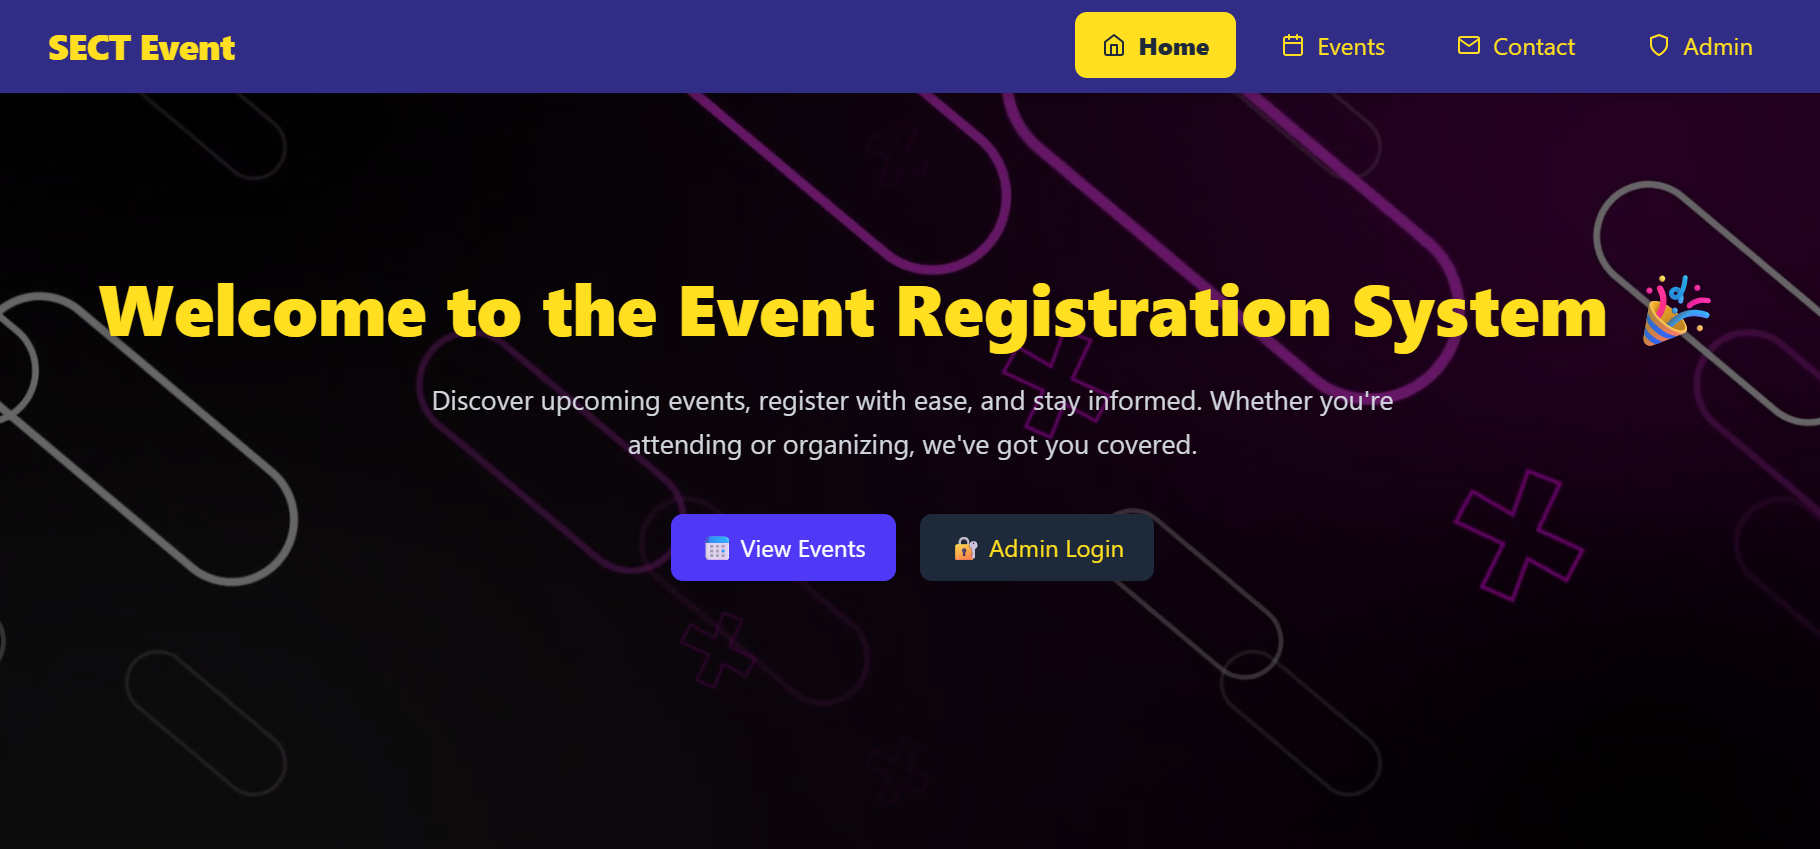 SECT Event
Home
Events
Contact
Admin
Welcome to the Event Registration System 🎉
Discover upcoming events, register with ease, and stay informed. Whether you're
attending or organizing, we've got you covered.
📅 View Events
🔐 Admin Login